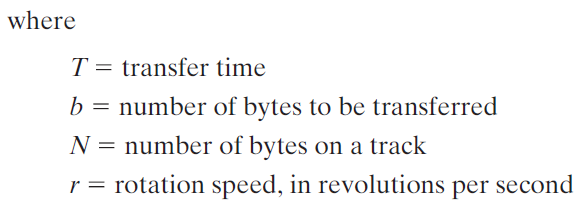 where
T = transfer time
b = number of bytes to be transferred
N = number of bytes on a track
r = rotation speed, in revolutions per second